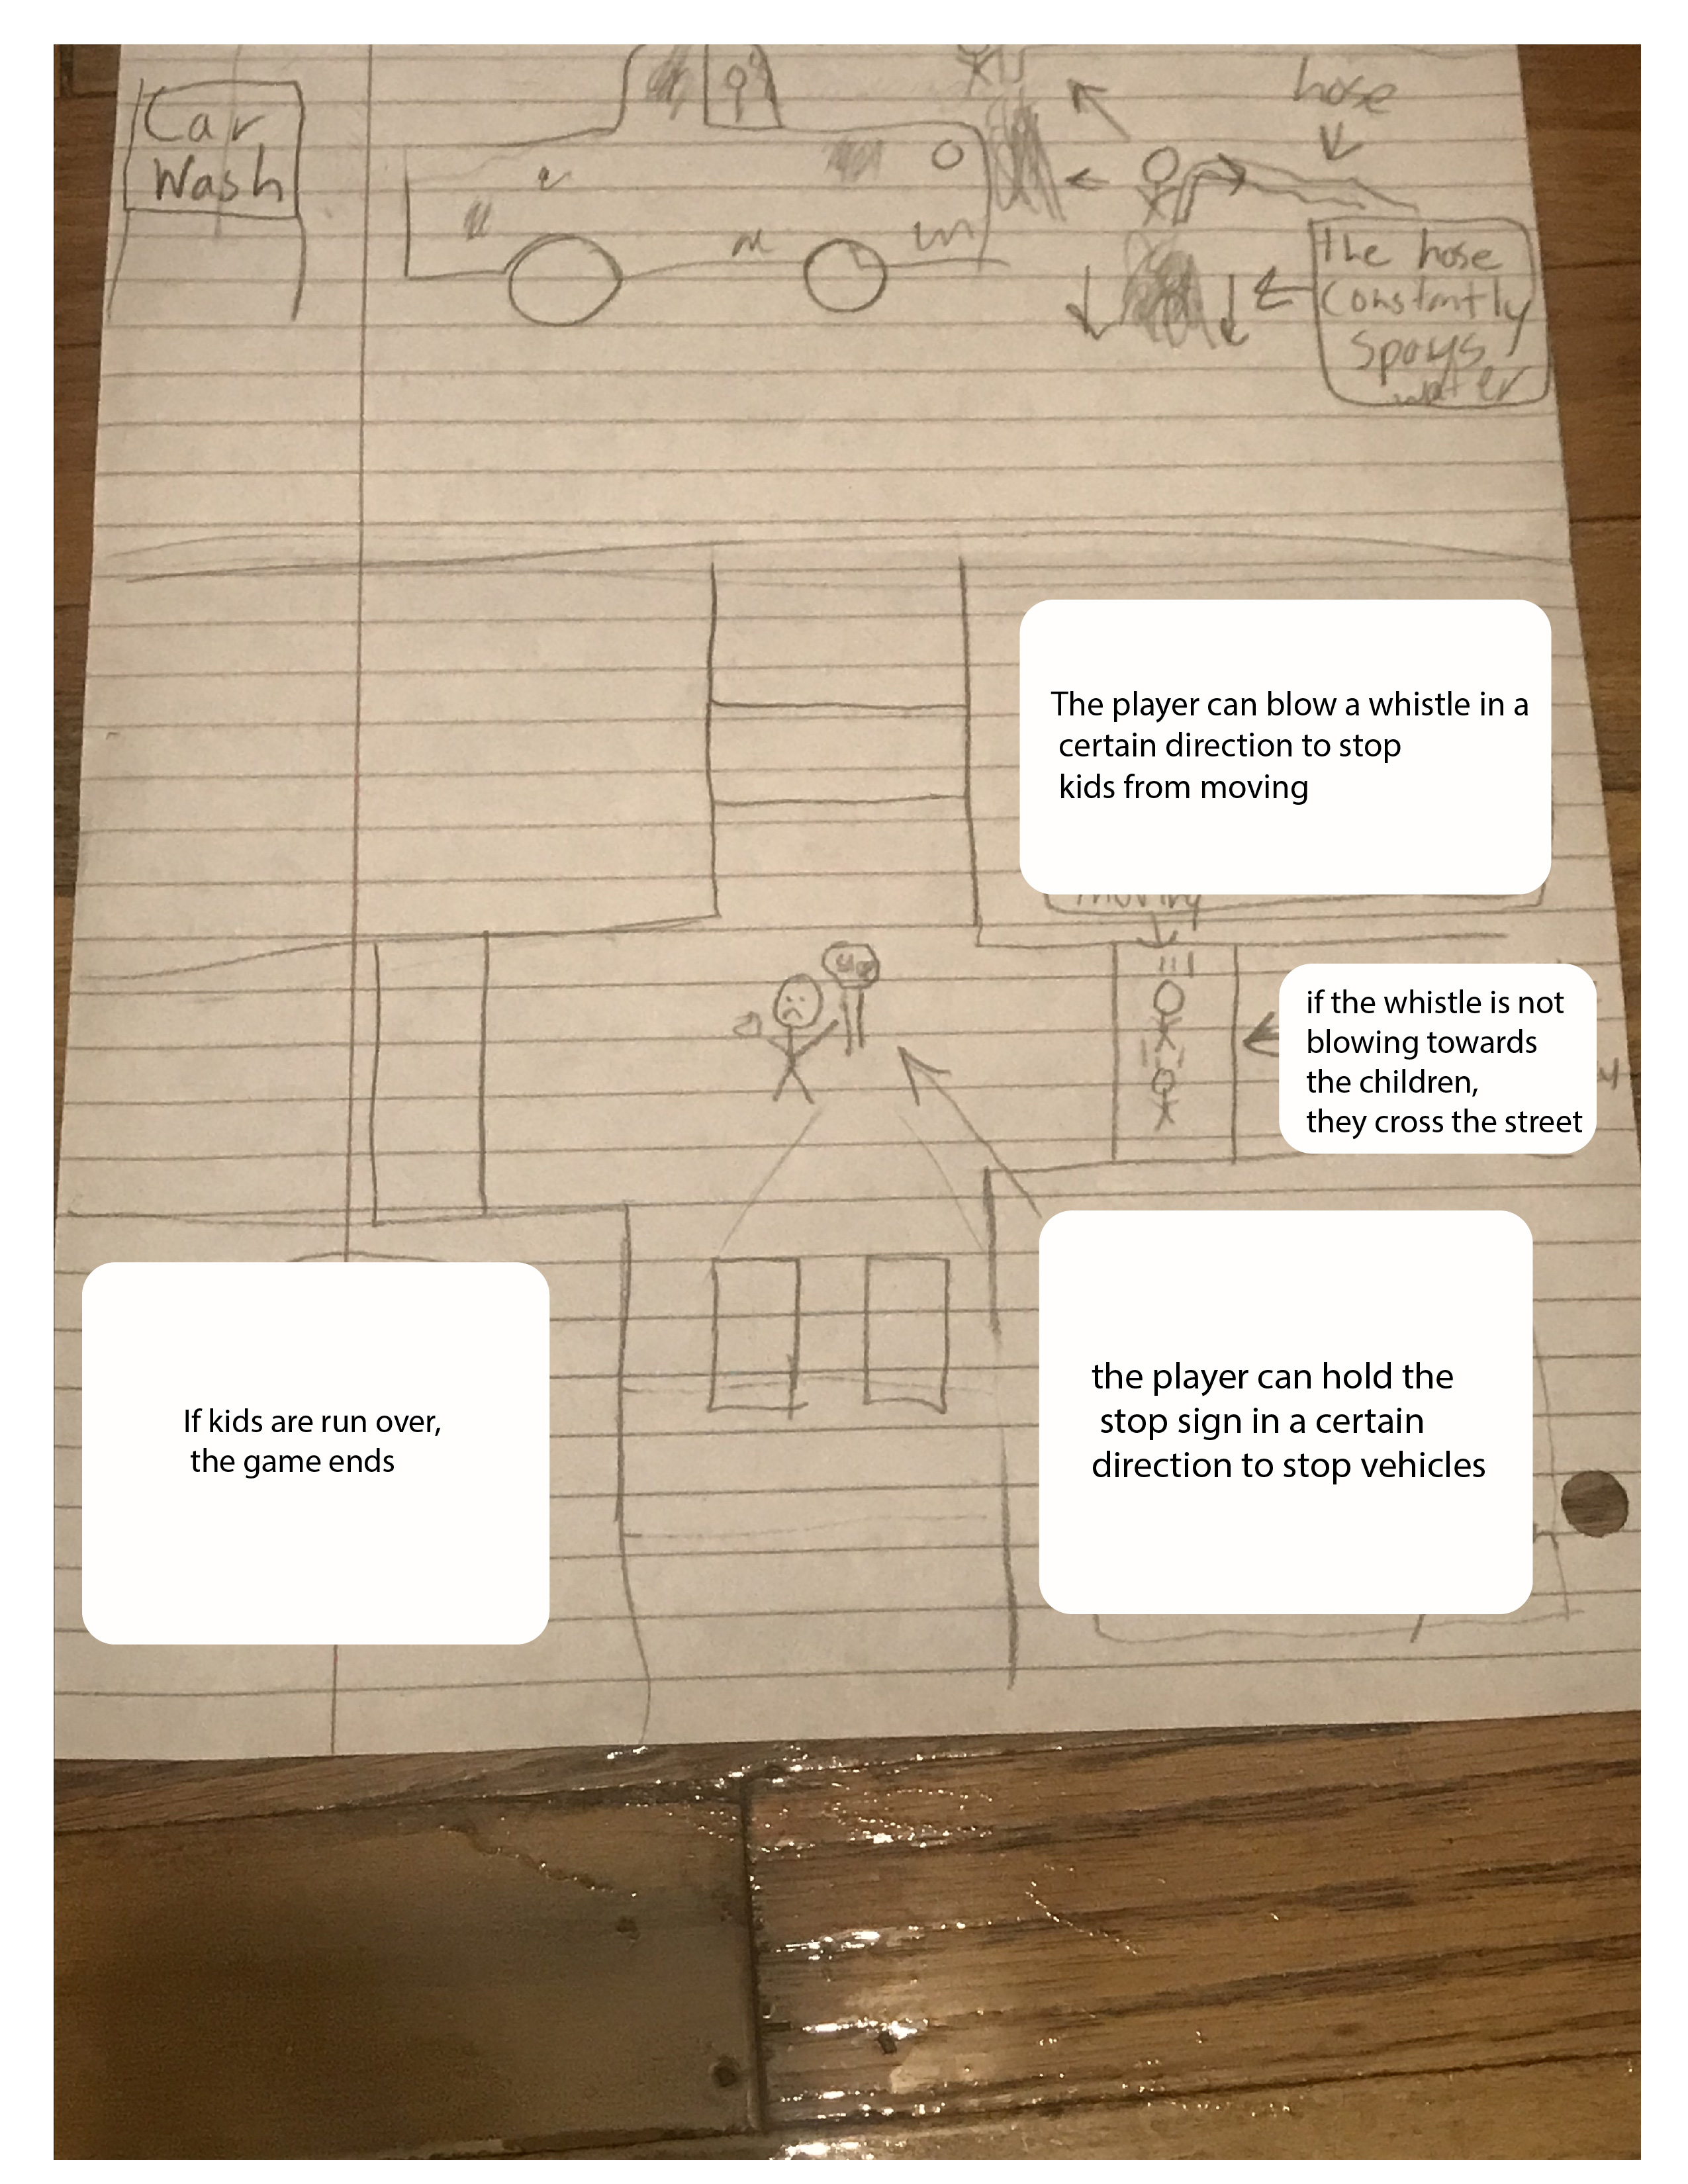 Car
Wash
hose
The hose
Constantly
Spays
water
The player can blow a whistle in a
certain direction to stop
kids from moving
moving
if the whistle is not
blowing towards
the children,
they cross the street
If kids are run over,
the game ends
the player can hold the
stop sign in a certain
direction to stop vehicles